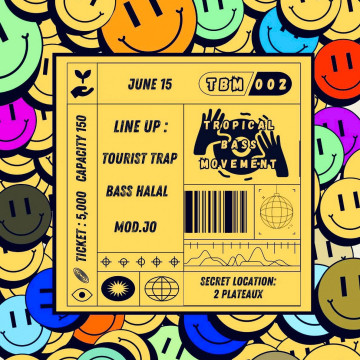 JUNE 15
TBM/002
LINE UP :
TOURIST TRAP
BASS HALAL
MOD.JO
TROPICAL
BASS
MOVEMENT
TICKET : 5,000 CAPACITY 150
SECRET LOCATION:
2 PLATEAUX